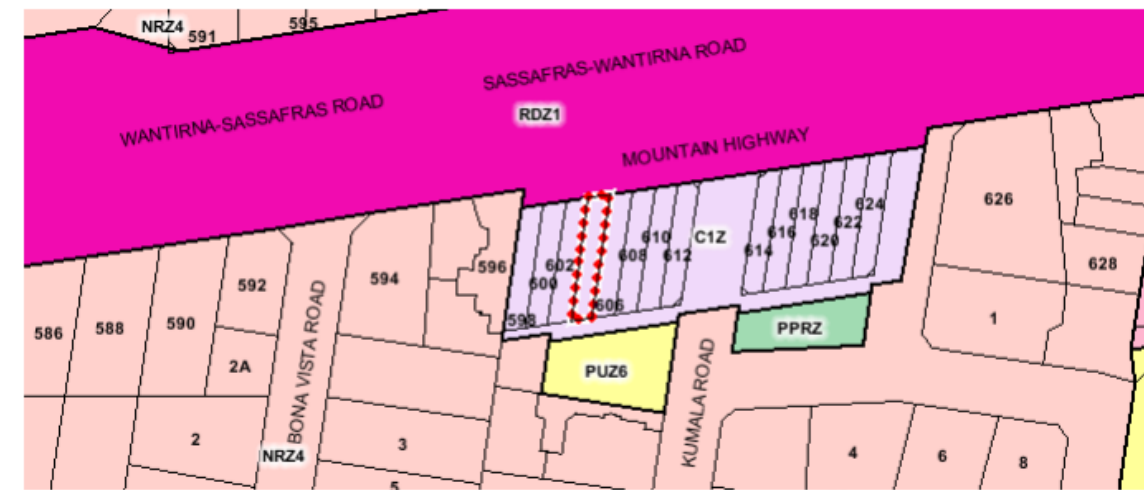 NRZ4
591
595
SASSAFRAS-WANTIRNA ROAD
WANTIRNA-SASSAFRAS ROAD
RDZ1
MOUNTAIN HIGHWAY
624
618
622
626
616
620
610
C1Z
614
608
612
602
600
606
598
596
594
592
628
586
588
590
1
PPRZ
2A
PUZ6
BONA VISTA ROAD
KUMALA ROAD
2
3
NRZ4
4
6
8
5